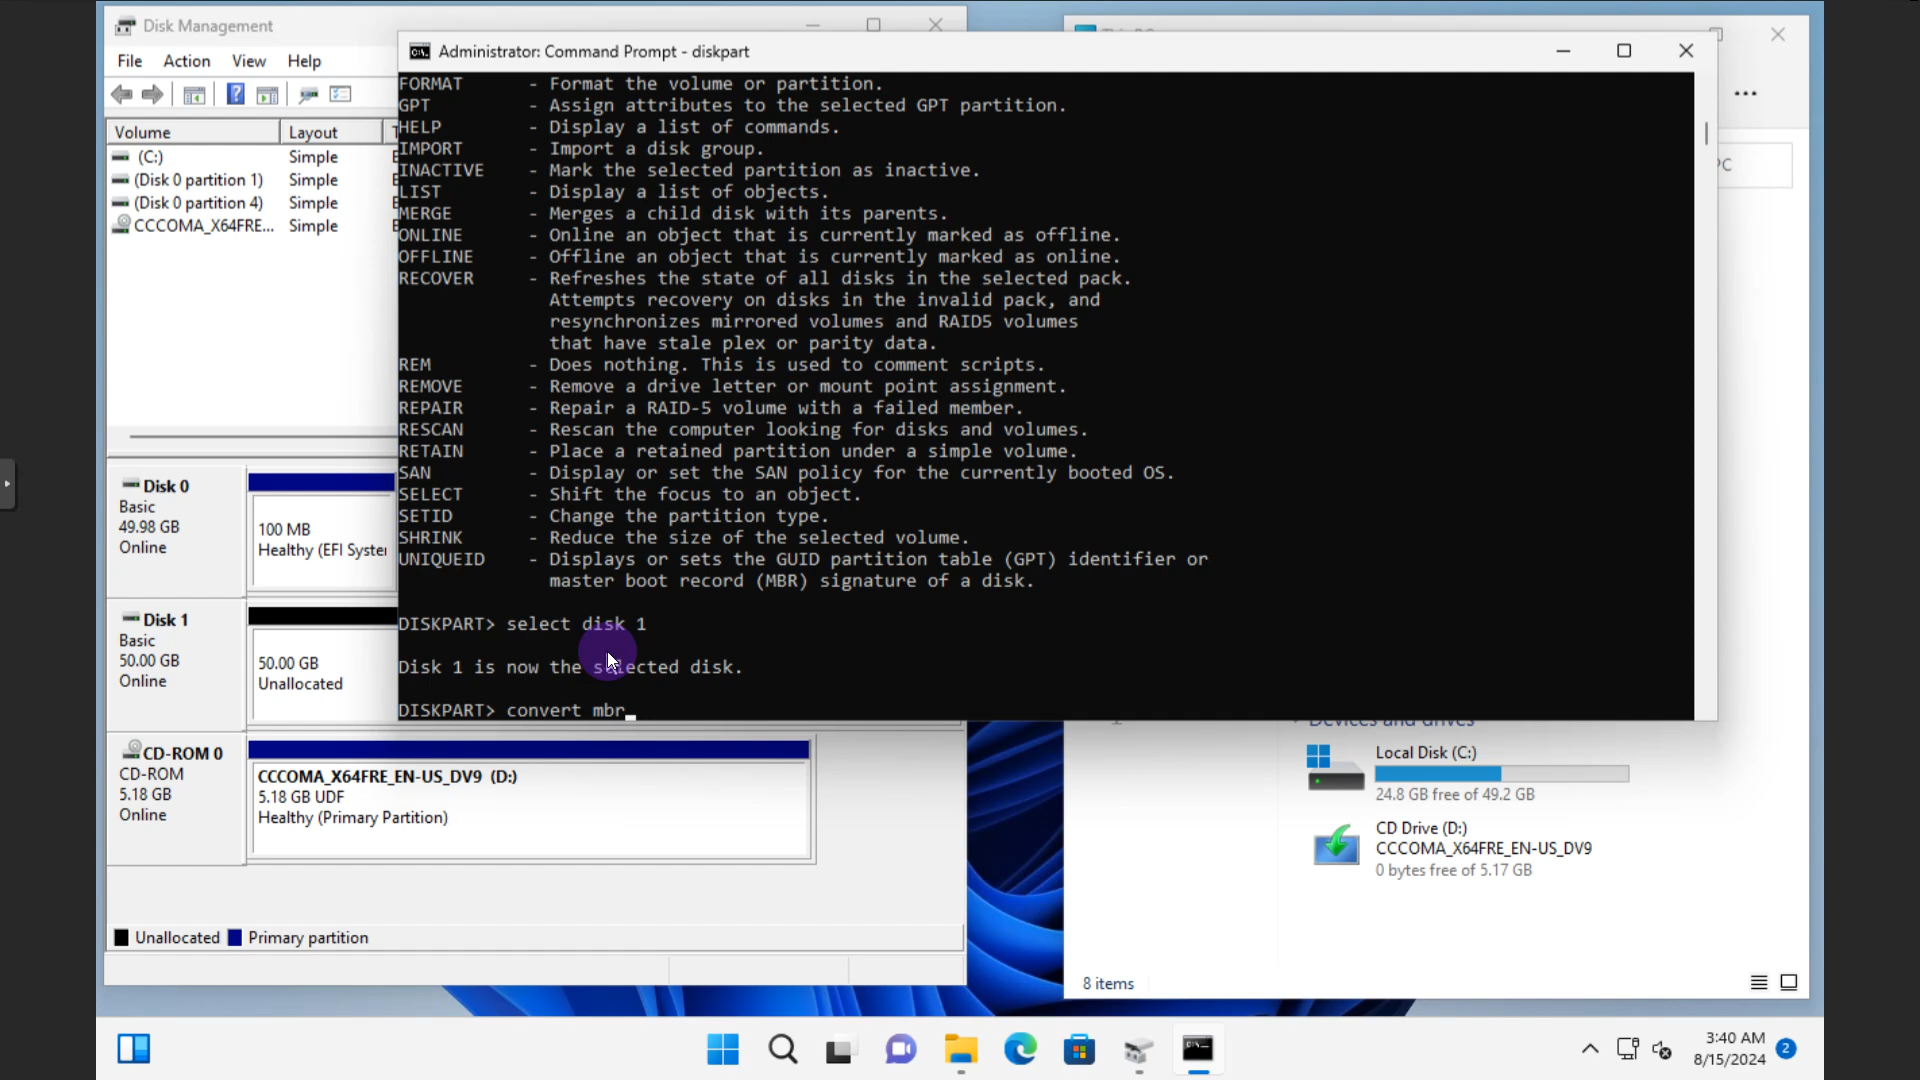 Disk Management
File Action View Help
Volume Layout
(C:) Simple
(Disk 0 partition 1) Simple
(Disk 0 partition 4) Simple
CCCOMA_X64FRE... Simple
Disk 0
Basic
49.98 GB
Online
100 MB
Healthy (EFI Syste
Disk 1
Basic
50.00 GB
Online
50.00 GB
Unallocated
CD-ROM 0
CD-ROM
5.18 GB
Online
CCCOMA_X64FRE_EN-US_DV9 (D:)
5.18 GB UDF
Healthy (Primary Partition)
Unallocated Primary partition
Administrator: Command Prompt - diskpart
FORMAT - Format the volume or partition.
GPT - Assign attributes to the selected GPT partition.
HELP - Display a list of commands.
IMPORT - Import a disk group.
INACTIVE - Mark the selected partition as inactive.
LIST - Display a list of objects.
MERGE - Merges a child disk with its parents.
ONLINE - Online an object that is currently marked as offline.
OFFLINE - Offline an object that is currently marked as online.
RECOVER - Refreshes the state of all disks in the selected pack.
Attempts recovery on disks in the invalid pack, and
resynchronizes mirrored volumes and RAID5 volumes
that have stale plex or parity data.
REM - Does nothing. This is used to comment scripts.
REMOVE - Remove a drive letter or mount point assignment.
REPAIR - Repair a RAID-5 volume with a failed member.
RESCAN - Rescan the computer looking for disks and volumes.
RETAIN - Place a retained partition under a simple volume.
SAN - Display or set the SAN policy for the currently booted OS.
SELECT - Shift the focus to an object.
SETID - Change the partition type.
SHRINK - Reduce the size of the selected volume.
UNIQUEID - Displays or sets the GUID partition table (GPT) identifier or
master boot record (MBR) signature of a disk.
DISKPART> select disk 1
Disk 1 is now the selected disk.
DISKPART> convert mbr_
PC
Devices and drives
Local Disk (C:)
24.8 GB free of 49.2 GB
CD Drive (D:)
CCCOMA_X64FRE_EN-US_DV9
0 bytes free of 5.17 GB
8 items
3:40 AM
8/15/2024
2